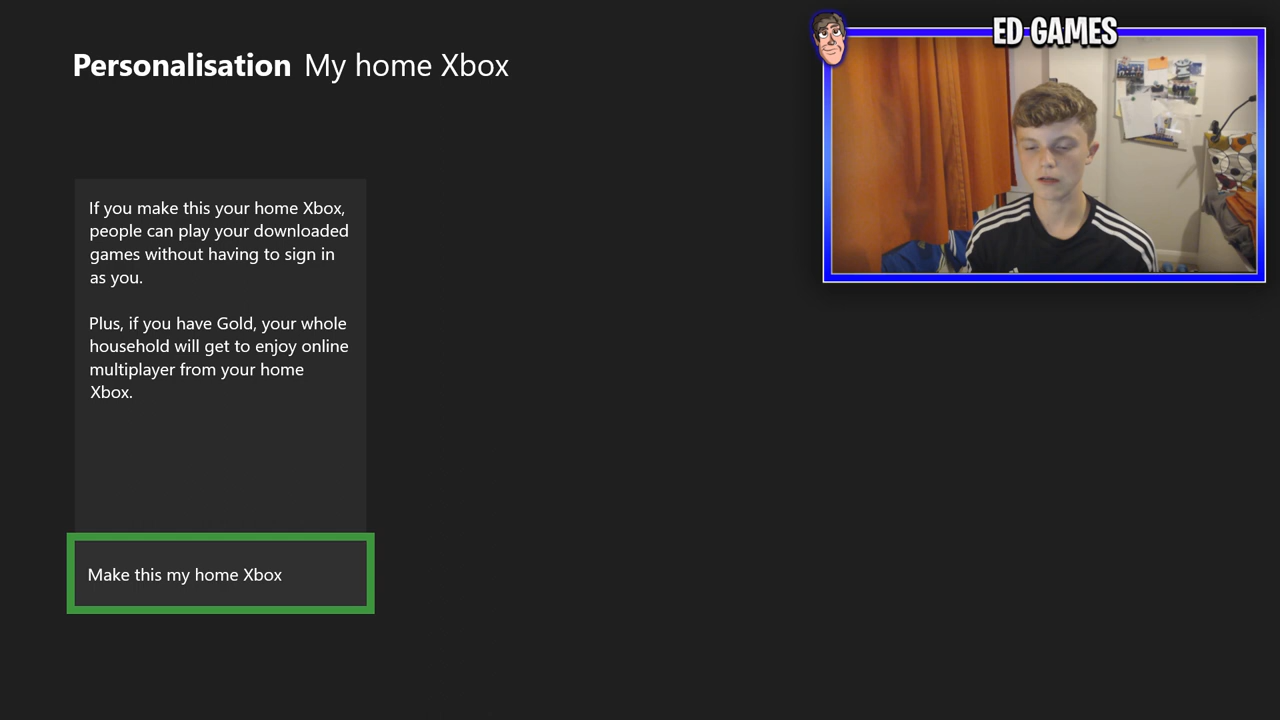 Personalisation My home Xbox
ED GAMES
If you make this your home Xbox,
people can play your downloaded
games without having to sign in
as you.
Plus, if you have Gold, your whole
household will get to enjoy online
multiplayer from your home
Xbox.
Make this my home Xbox